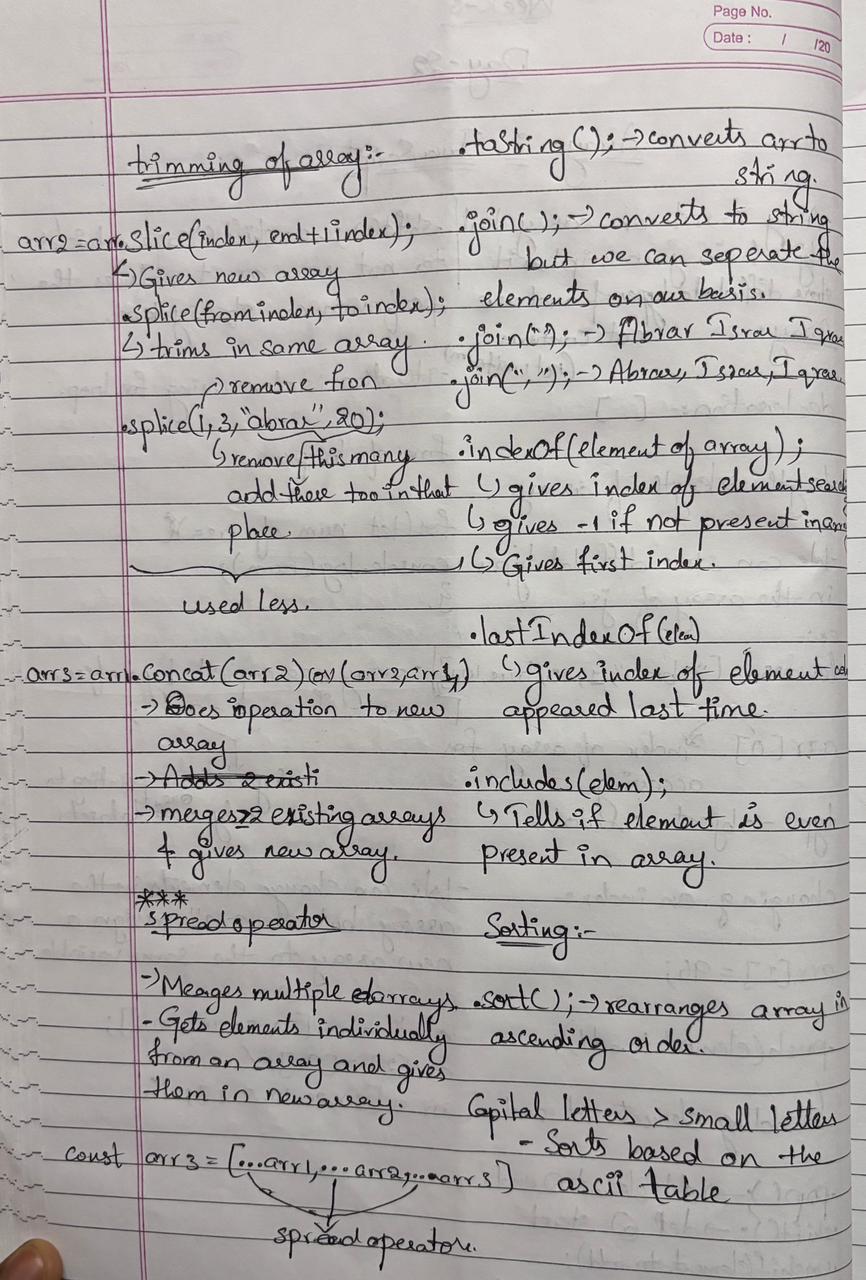 Page No.
Date : / /20
trimming of array:-
arr2=arr.slice(index, end+1index);
↳Gives new array
.splice(fromindex, toindex);
↳ trims in same array.
↱remove from
.splice(1,3,"abrar",20);
↳remove this many
add these too in that
place.
used less.
arr3=arr1.concat(arr2) (or) (arr2,arr4)
→ Does operation to new
array
→ Adds 2 existi
→ merges ≥2 existing arrays
& gives new array.
***
spread operator
→ Merges multiple arrays.
- Gets elements individually
from an array and gives
them in new array.
const arr3 = [...arr1,...arr2,...arr3]
spread operator.
.toString(); → converts arr to
string.
.join(); → converts to string
but we can seperate the
elements on our basis.
.join(" "); → Abrar Israr Iqrar
.join(", "); → Abrar, Israr, Iqrar
.indexOf(element of array);
↳ gives index of element search
↳ gives -1 if not present in arr
↳ Gives first index.
.lastIndexOf(elem)
↳ gives index of element
appeared last time.
.includes(elem);
↳ Tells if element is even
present in array.
Sorting:-
.sort(); → rearranges array in
ascending order.
Capital letters > small letters
- Sorts based on the
ascii table